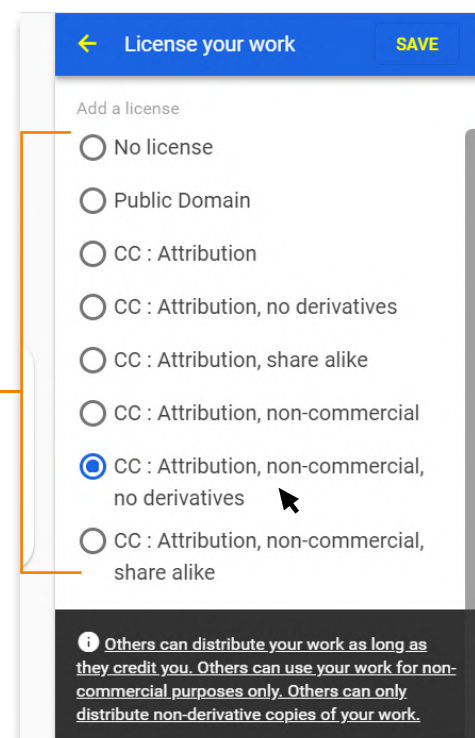 License your work
SAVE
Add a license
No license
Public Domain
CC : Attribution
CC : Attribution, no derivatives
CC : Attribution, share alike
CC : Attribution, non-commercial
CC : Attribution, non-commercial,
no derivatives
CC : Attribution, non-commercial,
share alike
Others can distribute your work as long as
they credit you. Others can use your work for non-
commercial purposes only. Others can only
distribute non-derivative copies of your work.